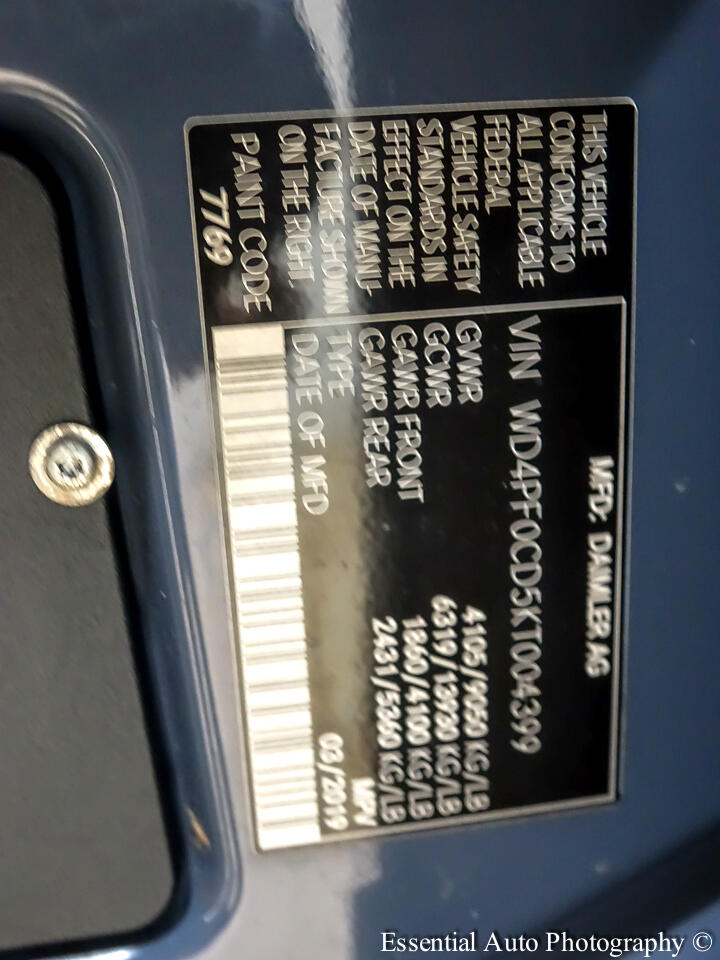 THIS VEHICLE
CONFORMS TO
ALL APPLICABLE
FEDERAL
VEHICLE SAFETY
STANDARDS IN
EFFECT ON THE
DATE OF MANU-
FACTURE SHOWN
ON THE RIGHT
PAINT CODE
7769
MFD: DAIMLER AG
VIN WD4PF0CD5KT004399
GVWR 4105/9050 KG/LB
GCWR 6319/13930 KG/LB
GAWR FRONT 1860/4100 KG/LB
GAWR REAR 2431/5360 KG/LB
TYPE MPV
DATE OF MFD 03/2019
Essential Auto Photography ©